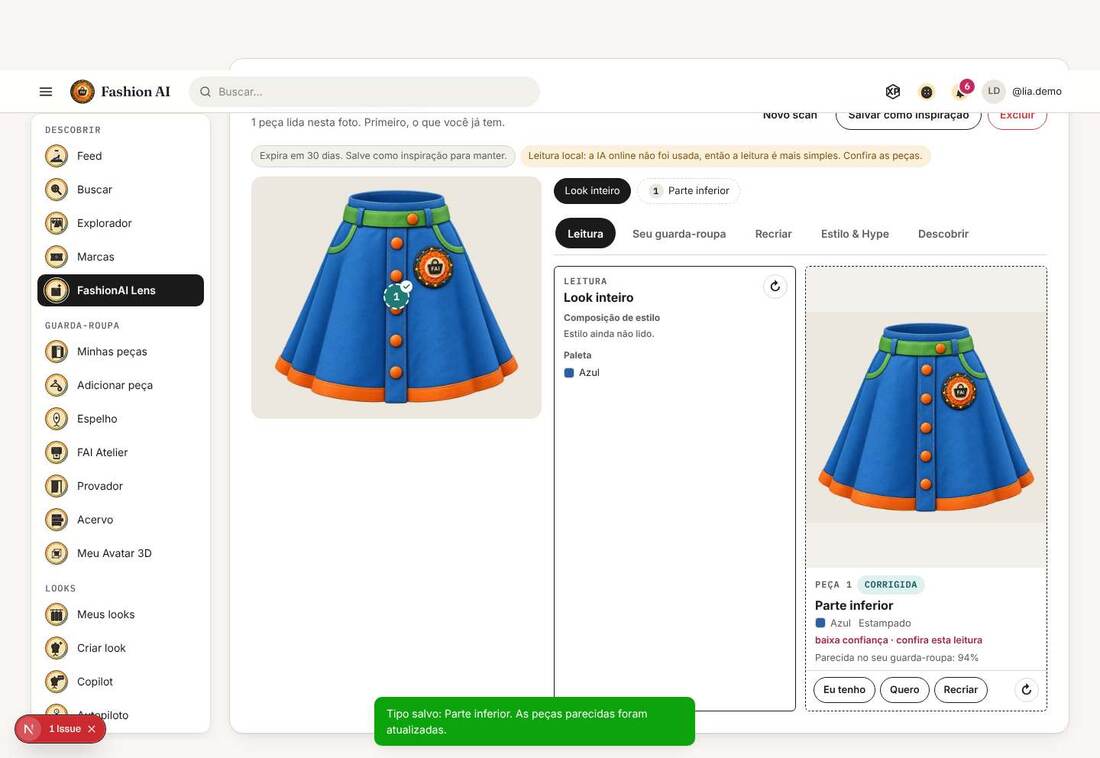 Fashion AI
Buscar...
XP
6
LD
@lia.demo
DESCOBRIR
Feed
Buscar
Explorador
Marcas
FashionAI Lens
GUARDA-ROUPA
Minhas peças
Adicionar peça
Espelho
FAI Atelier
Provador
Acervo
Meu Avatar 3D
LOOKS
Meus looks
Criar look
Copilot
Autopiloto
N
1 Issue
1 peça lida nesta foto. Primeiro, o que você já tem.
Novo scan
Salvar como inspiração
Excluir
Expira em 30 dias. Salve como inspiração para manter.
Leitura local: a IA online não foi usada, então a leitura é mais simples. Confira as peças.
FAI
1
Look inteiro
1 Parte inferior
Leitura
Seu guarda-roupa
Recriar
Estilo & Hype
Descobrir
LEITURA
Look inteiro
Composição de estilo
Estilo ainda não lido.
Paleta
Azul
FAI
PEÇA 1 CORRIGIDA
Parte inferior
Azul Estampado
baixa confiança · confira esta leitura
Parecida no seu guarda-roupa: 94%
Eu tenho
Quero
Recriar
Tipo salvo: Parte inferior. As peças parecidas foram
atualizadas.